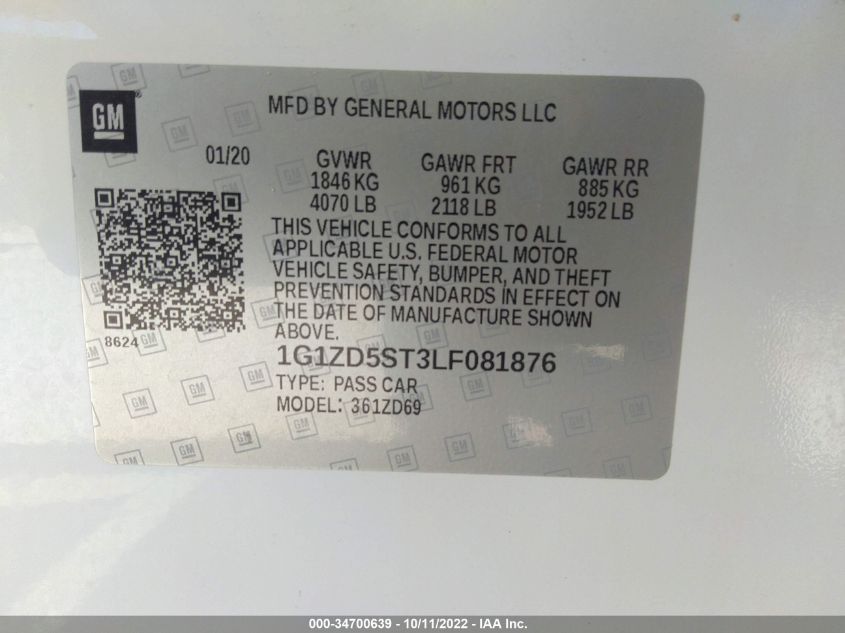 GM
MFD BY GENERAL MOTORS LLC
01/20 GVWR GAWR FRT GAWR RR
1846 KG 961 KG 885 KG
4070 LB 2118 LB 1952 LB
THIS VEHICLE CONFORMS TO ALL
APPLICABLE U.S. FEDERAL MOTOR
VEHICLE SAFETY, BUMPER, AND THEFT
PREVENTION STANDARDS IN EFFECT ON
THE DATE OF MANUFACTURE SHOWN
ABOVE.
8624
1G1ZD5ST3LF081876
TYPE: PASS CAR
MODEL: 361ZD69
000-34700639 - 10/11/2022 - IAA Inc.